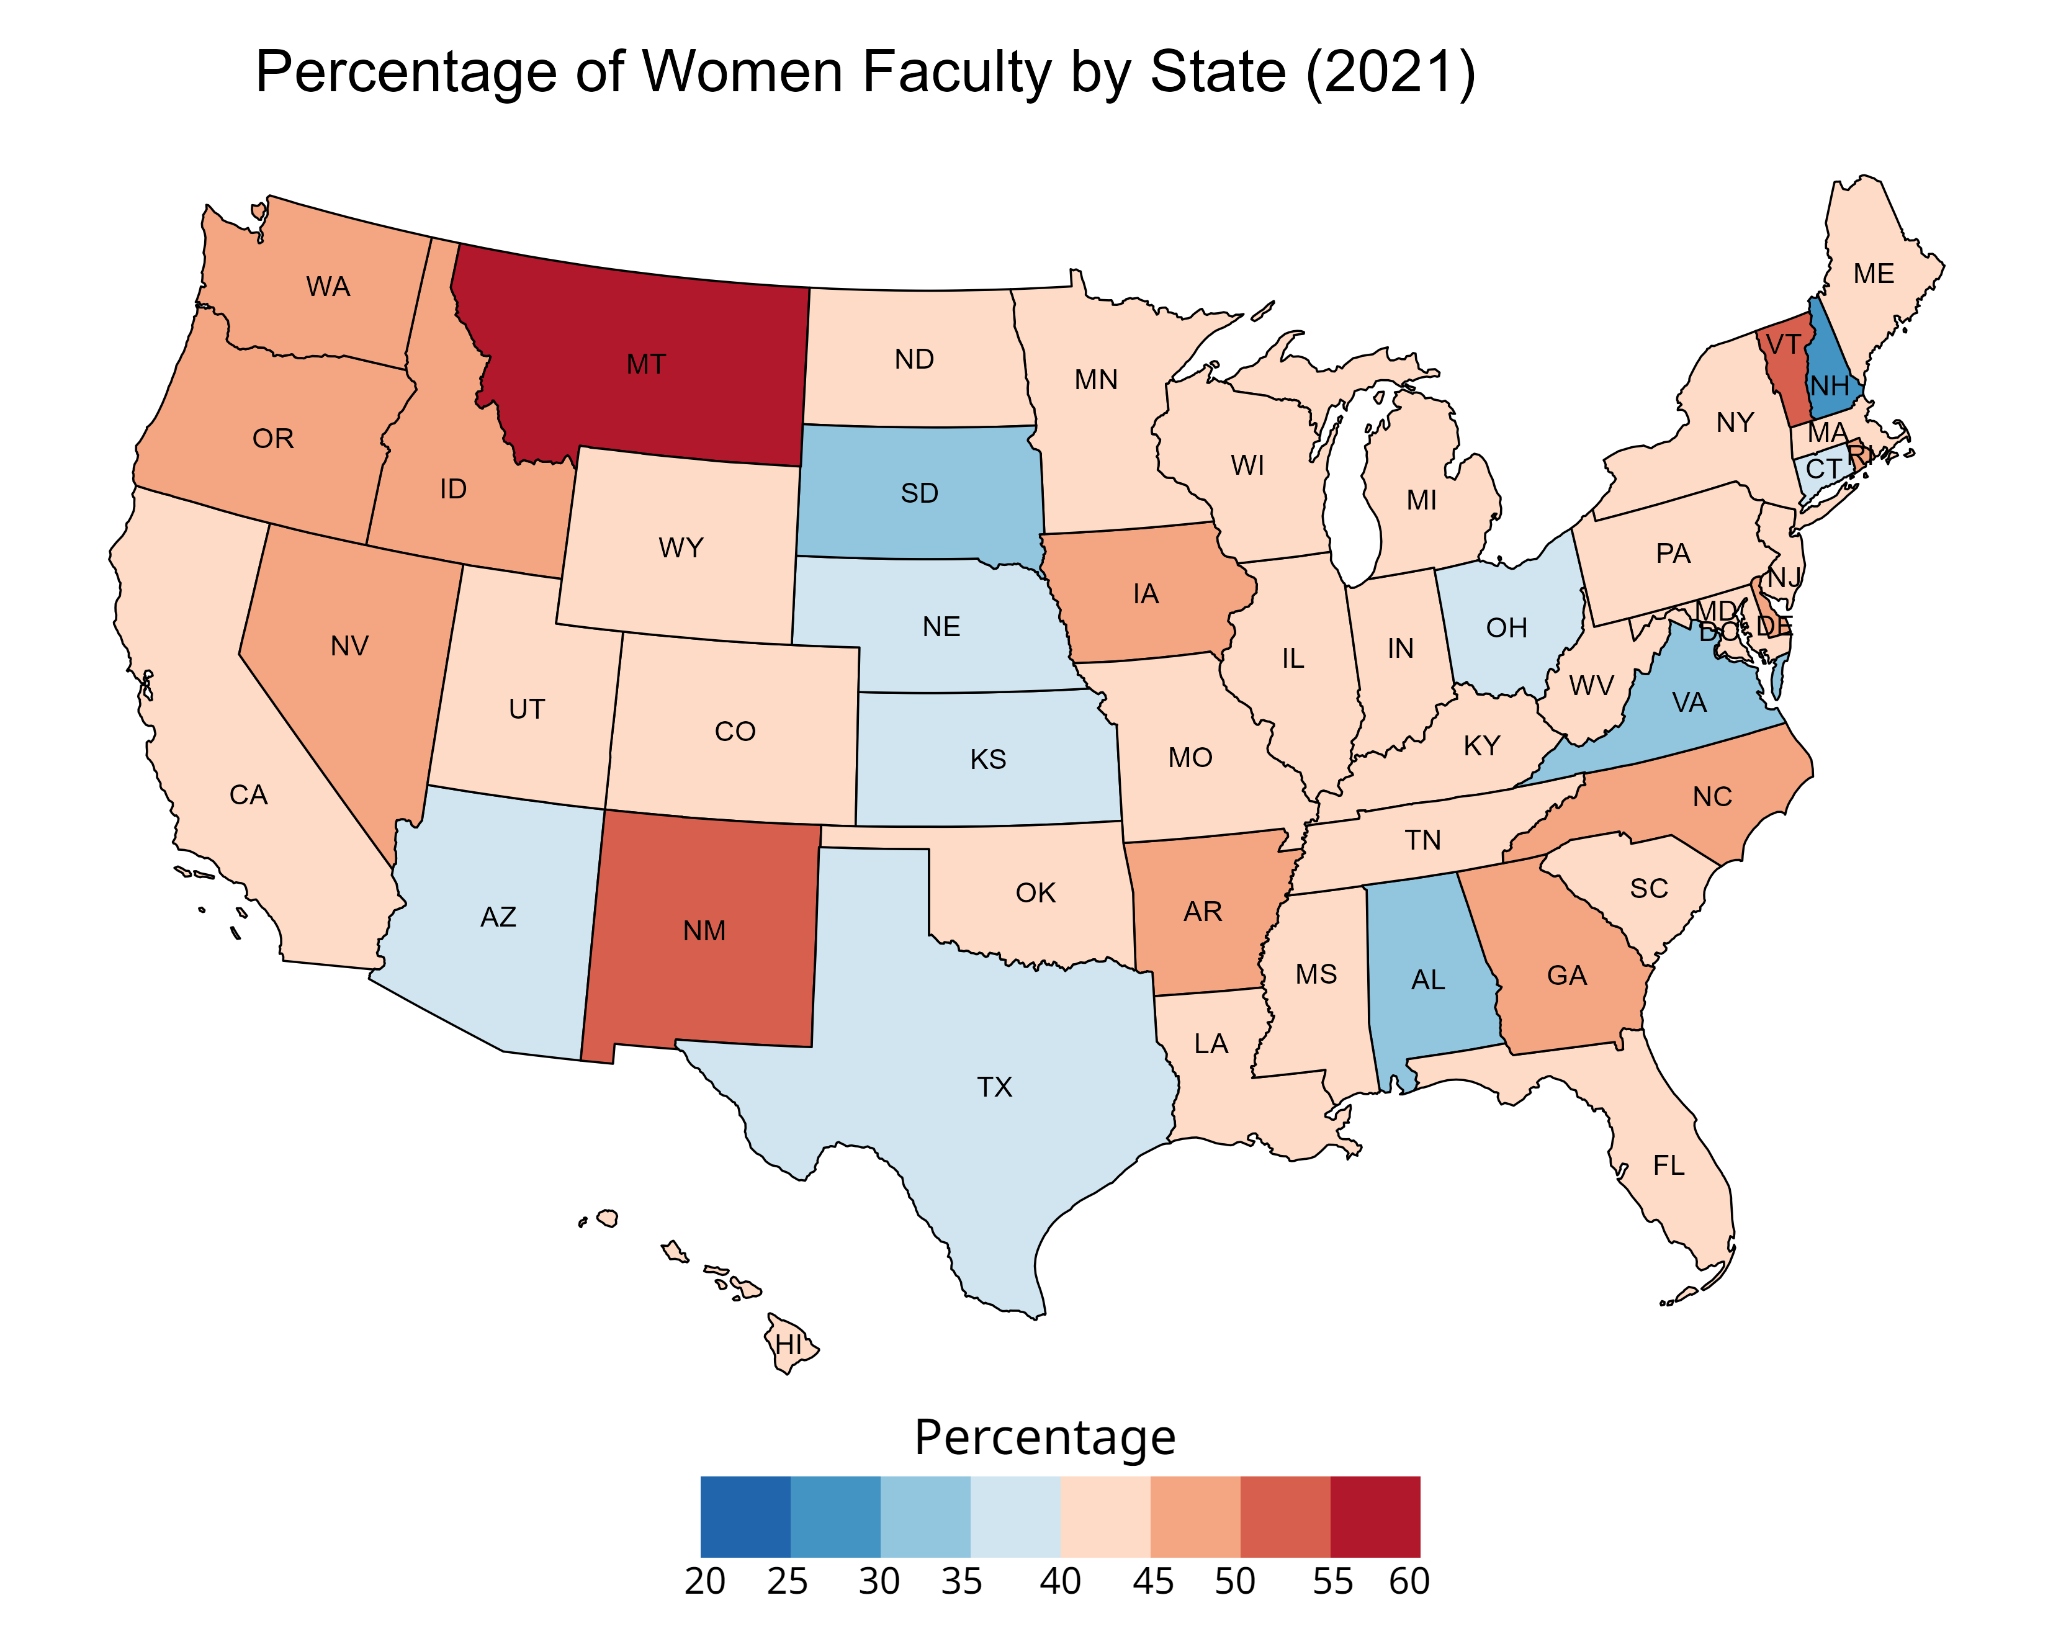 Percentage of Women Faculty by State (2021)
WA
MT
ND
MN
ME
VT
NH
OR
ID
SD
WI
MI
NY
MA
CT
RI
WY
NE
IA
PA
NJ
NV
UT
CO
IL
IN
OH
MD
DC
DE
CA
KS
MO
KY
WV
VA
AZ
NM
OK
AR
TN
NC
SC
TX
LA
MS
AL
GA
FL
HI
Percentage
20 25 30 35 40 45 50 55 60